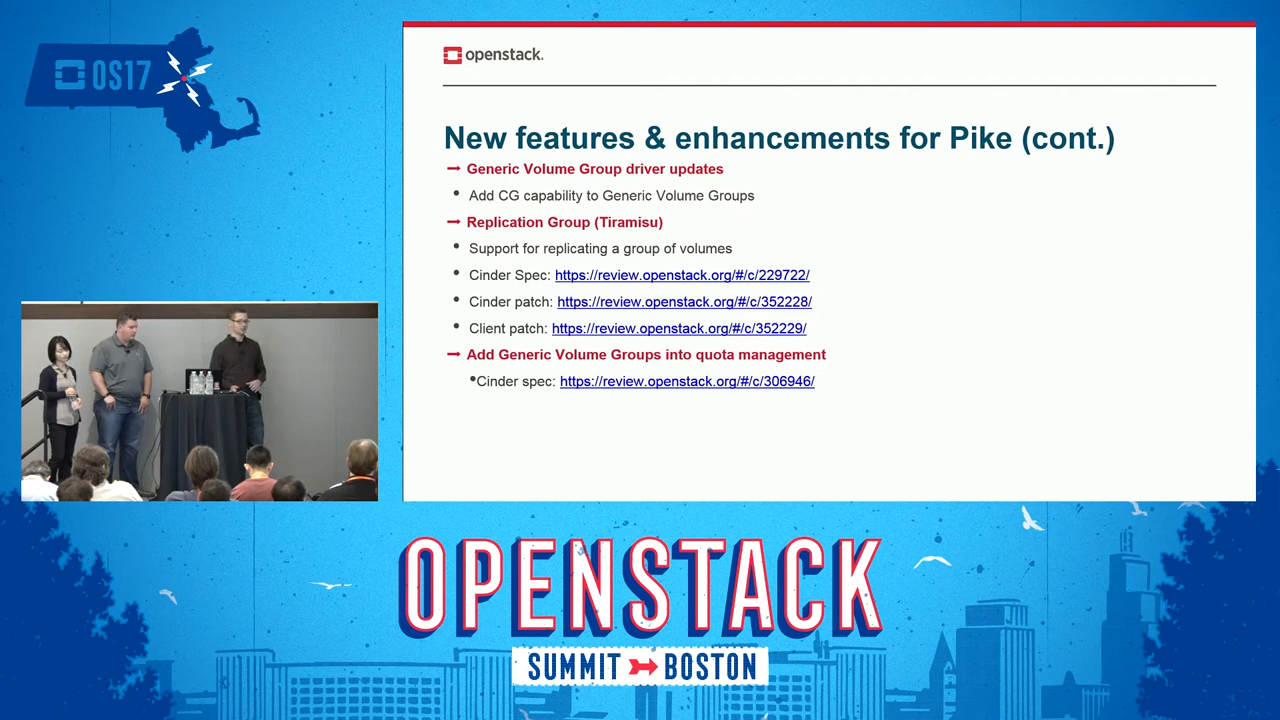 OS17
openstack.
New features & enhancements for Pike (cont.)
→ Generic Volume Group driver updates
• Add CG capability to Generic Volume Groups
→ Replication Group (Tiramisu)
• Support for replicating a group of volumes
• Cinder Spec: https://review.openstack.org/#/c/229722/
• Cinder patch: https://review.openstack.org/#/c/352228/
• Client patch: https://review.openstack.org/#/c/352229/
→ Add Generic Volume Groups into quota management
•Cinder spec: https://review.openstack.org/#/c/306946/
OPENSTACK
SUMMIT BOSTON